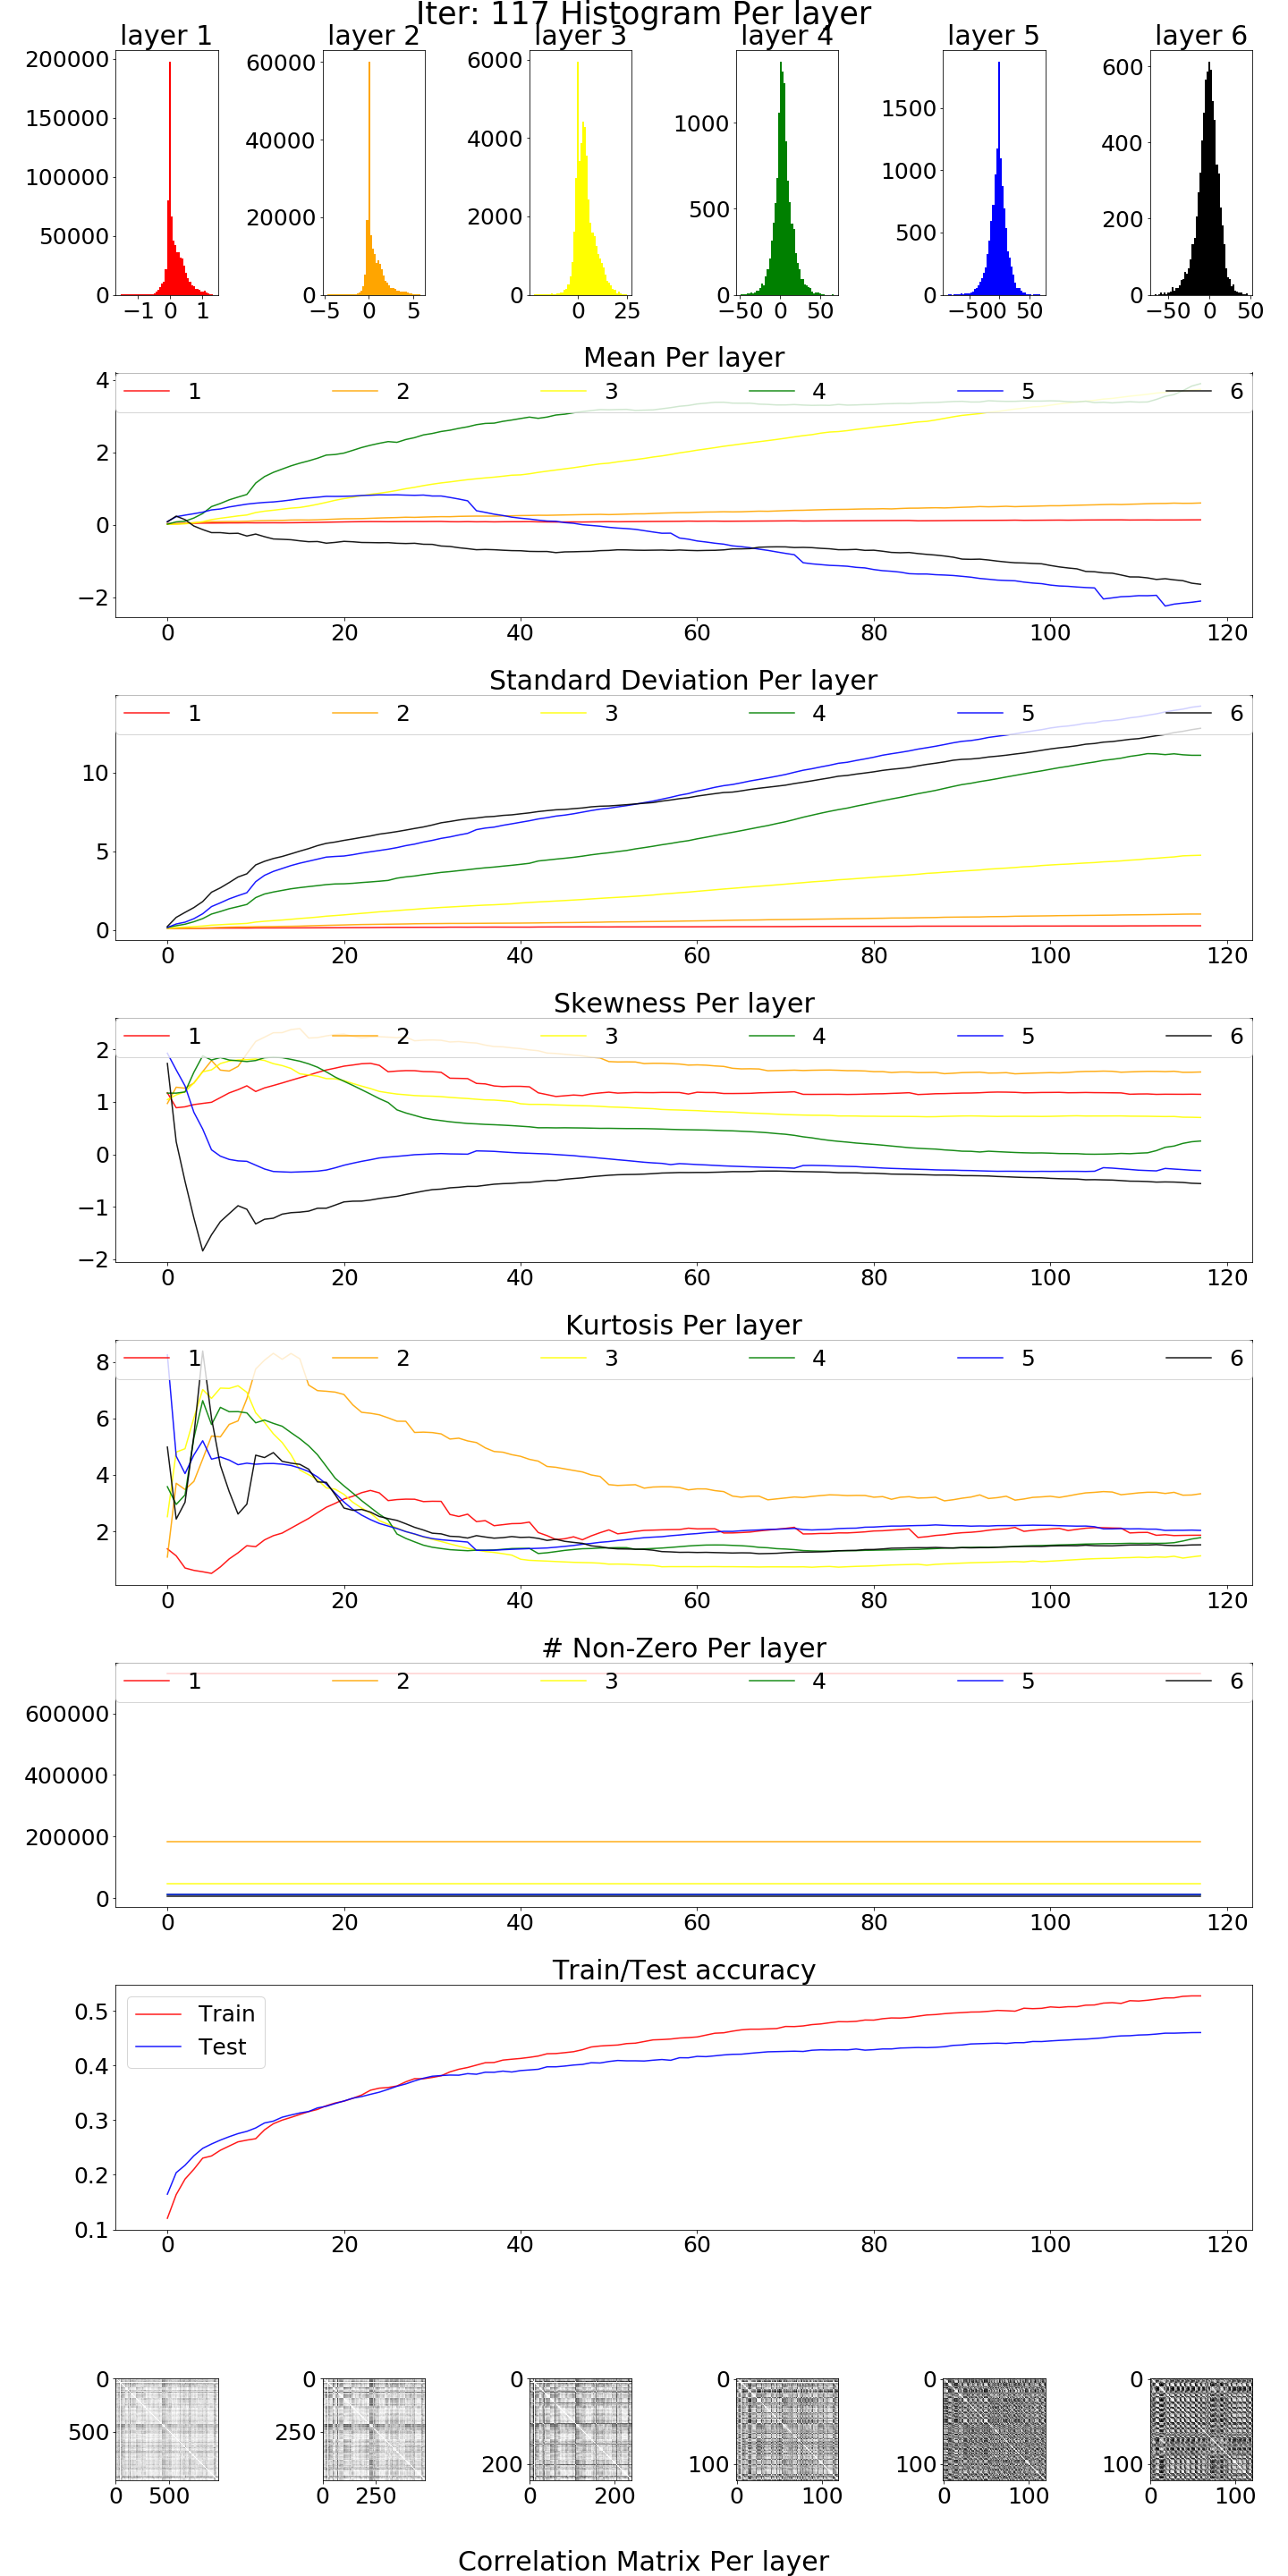 Iter: 117 Histogram Per layer
layer 1 layer 2 layer 3 layer 4 layer 5 layer 6
200000
150000
100000
50000
0
−1 0 1
60000
40000
20000
0
−5 0 5
6000
4000
2000
0
0 25
1000
500
0
−50 0 50
1500
1000
500
0
−50 0 50
600
400
200
0
−50 0 50
Mean Per layer
1 2 3 4 5 6
4
2
0
−2
0 20 40 60 80 100 120
Standard Deviation Per layer
1 2 3 4 5 6
10
5
0
0 20 40 60 80 100 120
Skewness Per layer
1 2 3 4 5 6
2
1
0
−1
−2
0 20 40 60 80 100 120
Kurtosis Per layer
1 2 3 4 5 6
8
6
4
2
0 20 40 60 80 100 120
# Non-Zero Per layer
1 2 3 4 5 6
600000
400000
200000
0
0 20 40 60 80 100 120
Train/Test accuracy
Train
Test
0.5
0.4
0.3
0.2
0.1
0 20 40 60 80 100 120
0
500
0 500
0
250
0 250
0
200
0 200
0
100
0 100
0
100
0 100
0
100
0 100
Correlation Matrix Per layer